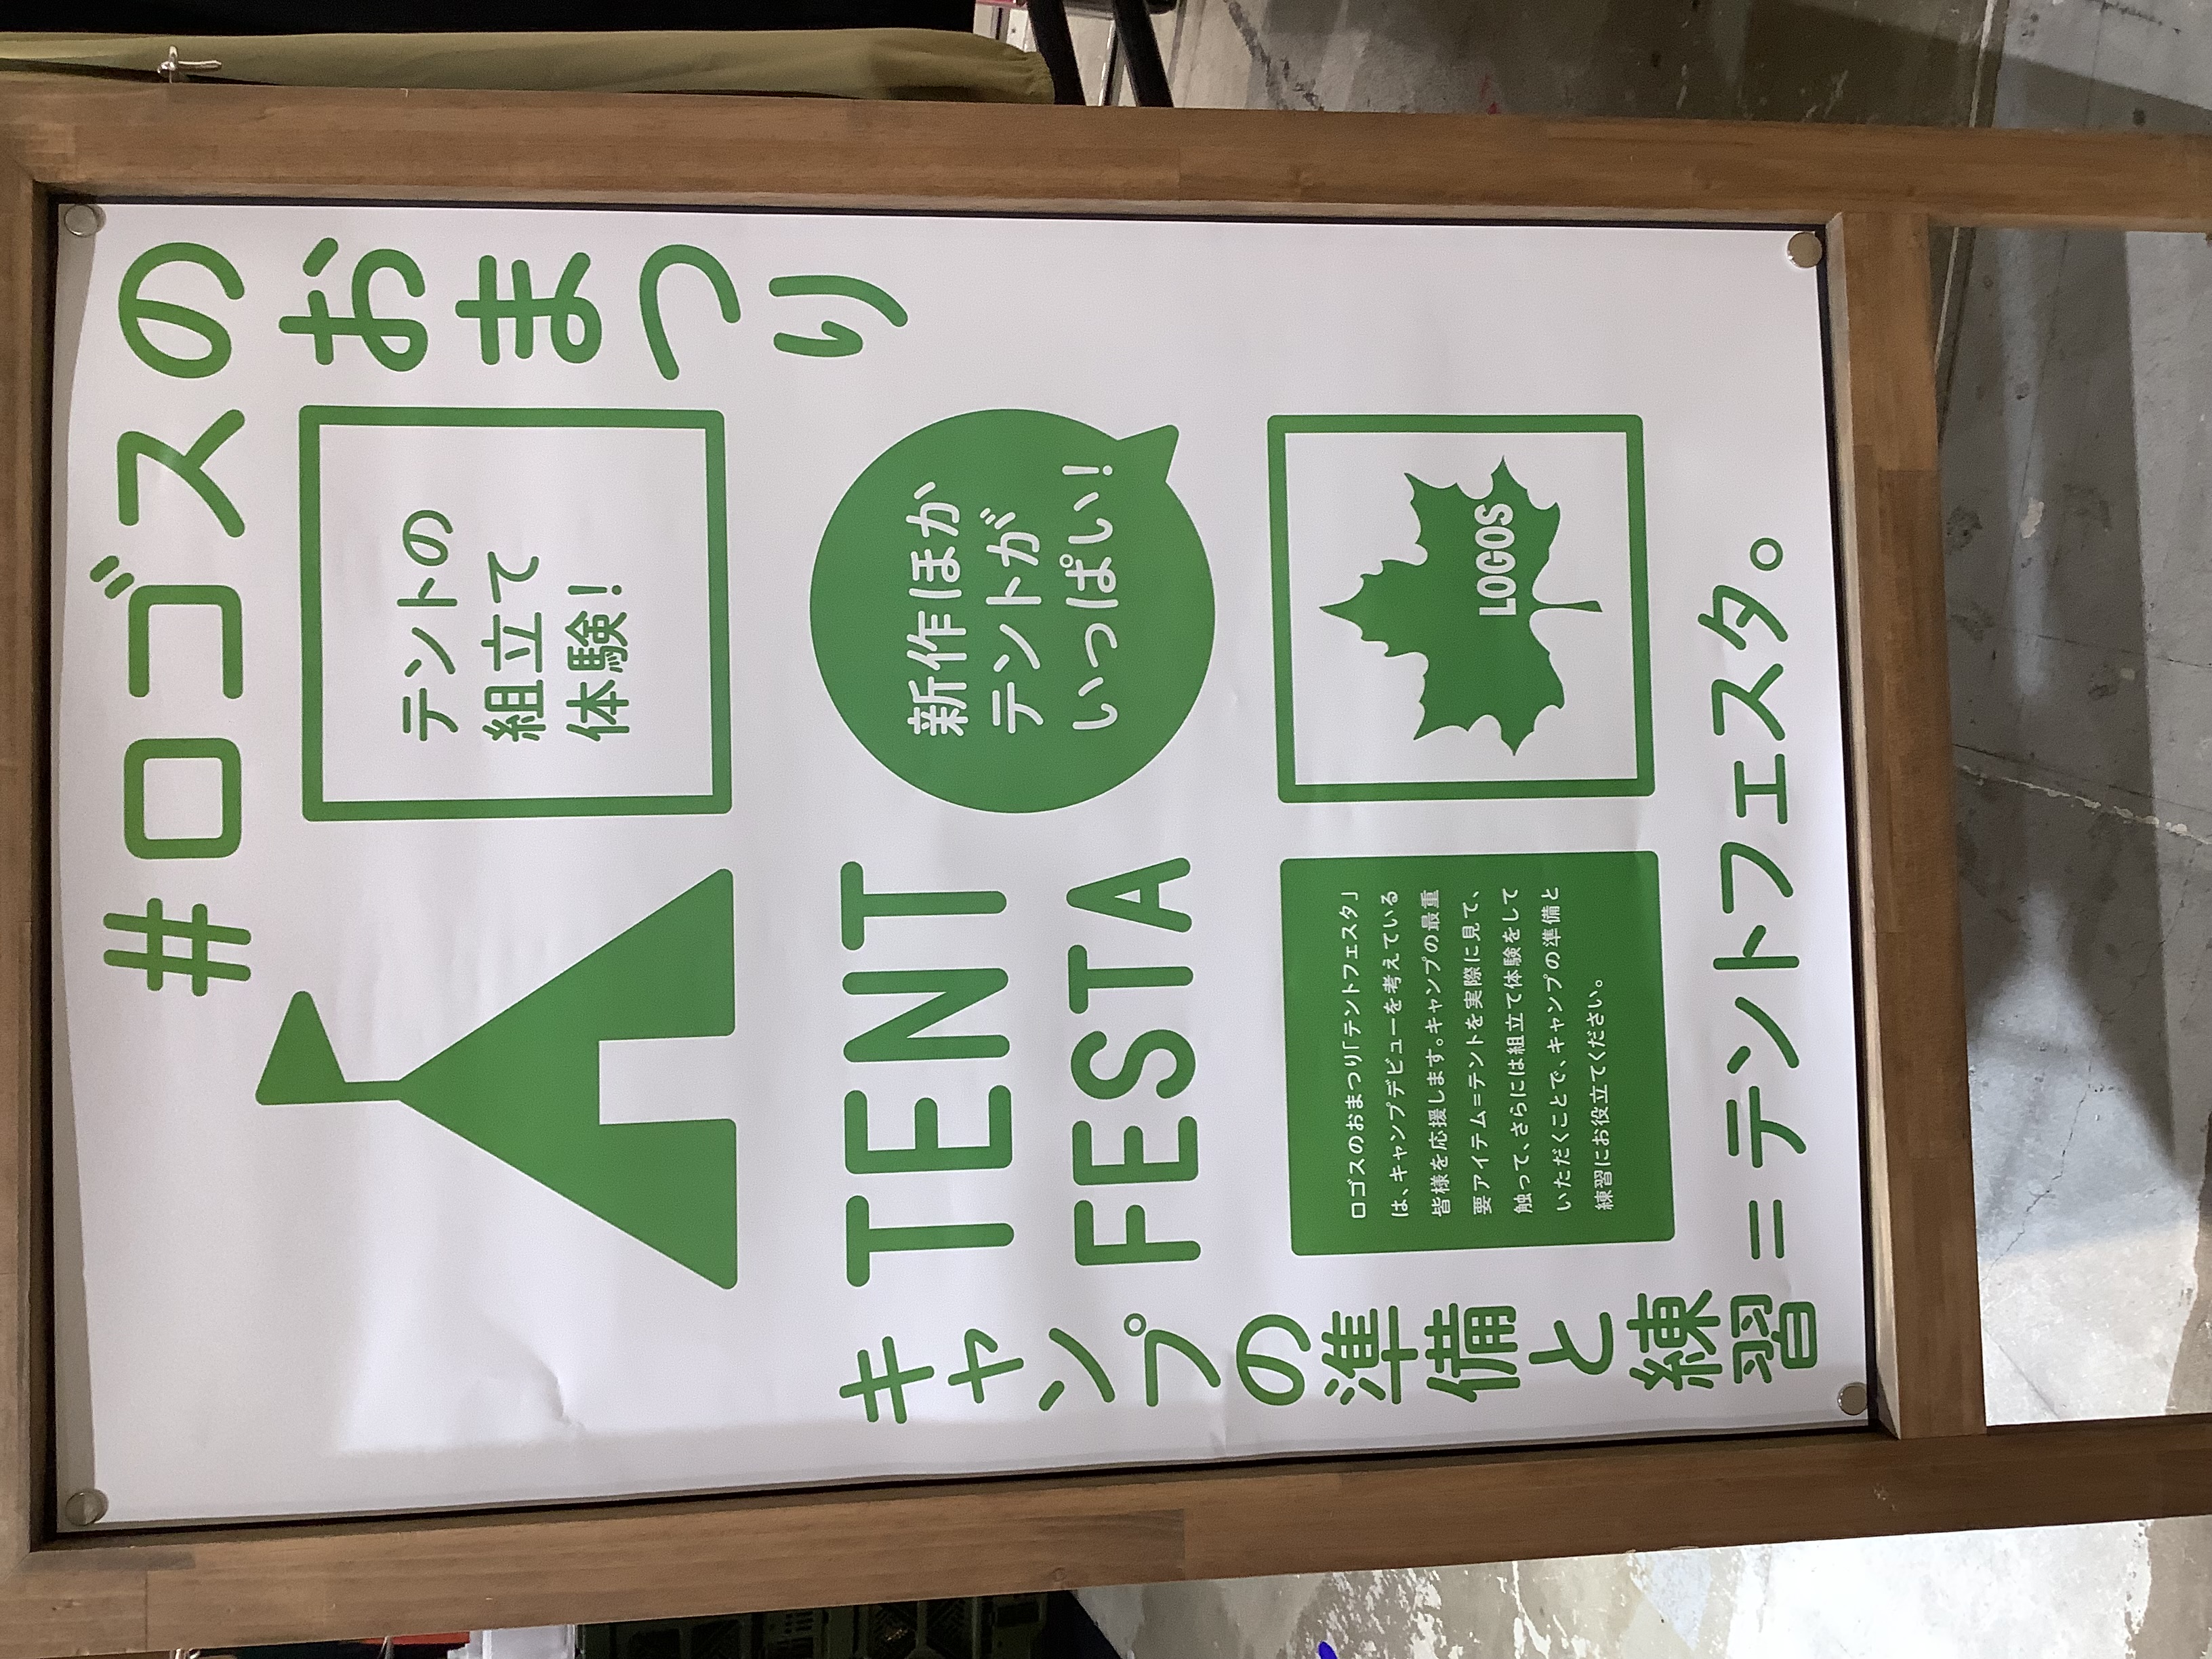 #ロゴスのおまつり
テントの
組立て
体験!
TENT
FESTA
新作ほか
テントが
いっぱい!
ロゴスのおまつり「テントフェスタ」
は、キャンプデビューを考えている
皆様を応援します。キャンプの最重
要アイテム=テントを実際に見て、
触って、さらには組立て体験をして
いただくことで、キャンプの準備と
練習にお役立てください。
LOGOS
キャンプの準備と練習=テントフェスタ。